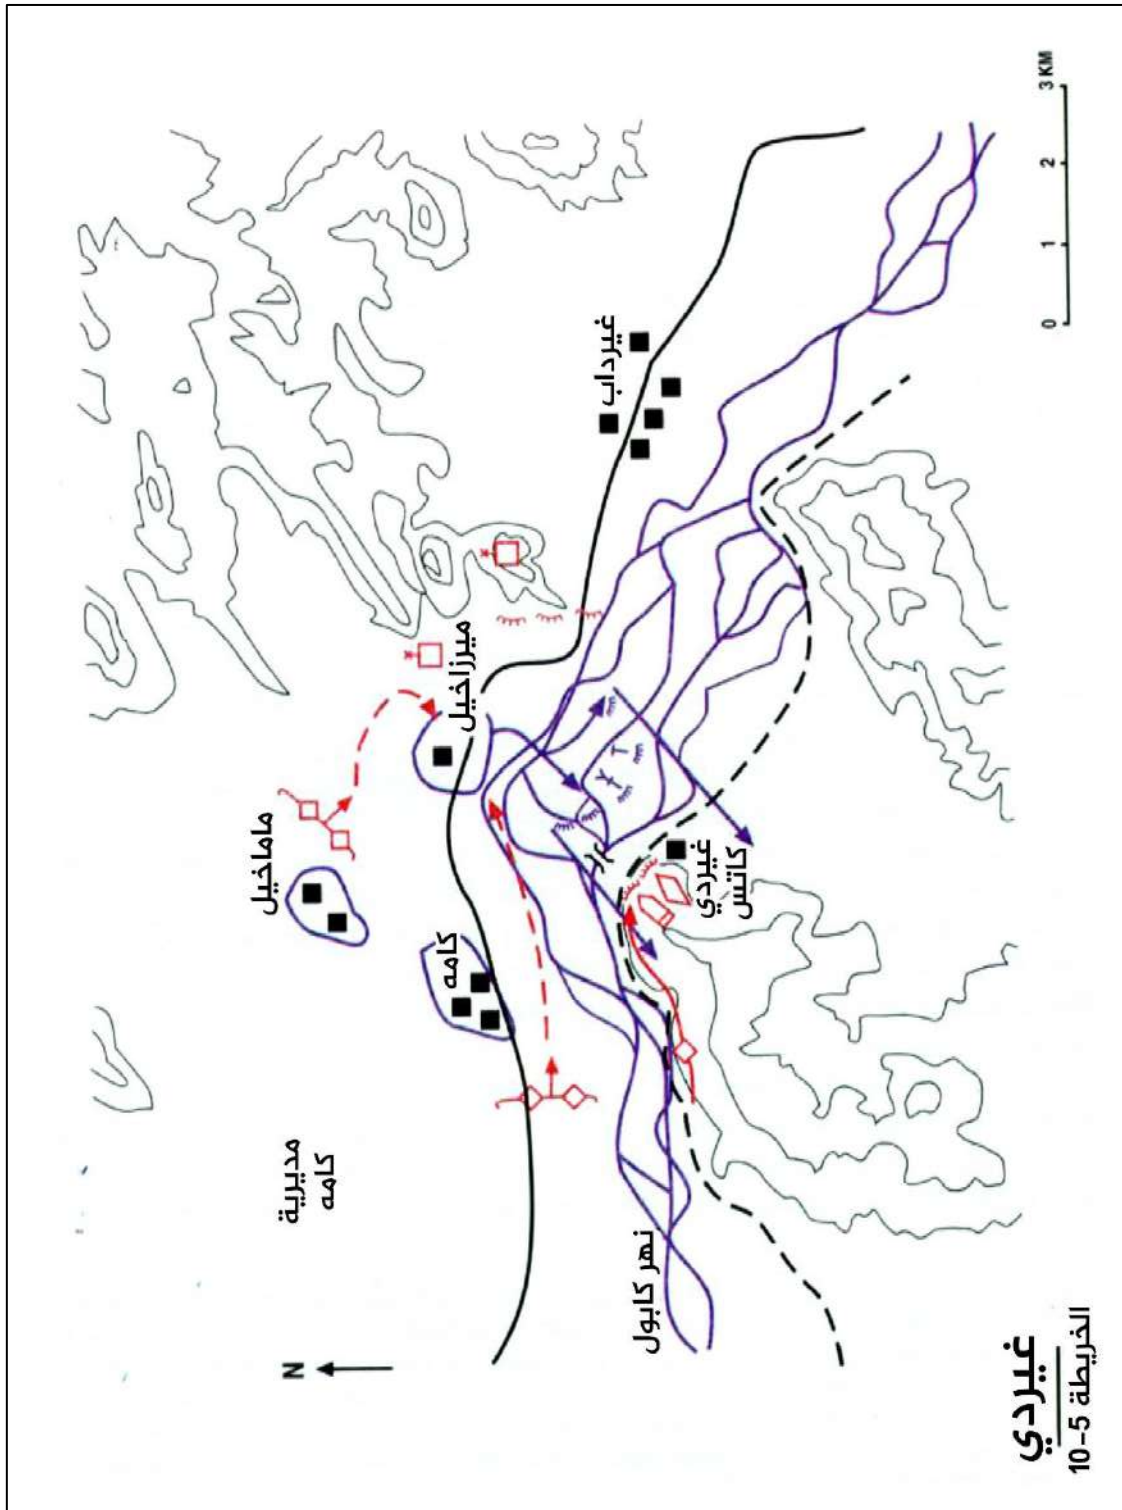 N
مديرية
كامه
ماماخيل
كامه
ميرزاخيل
غيرداب
غيردي
كاتس
نهر كابول
غيردي
الخريطة 5-10
0 1 2 3 KM